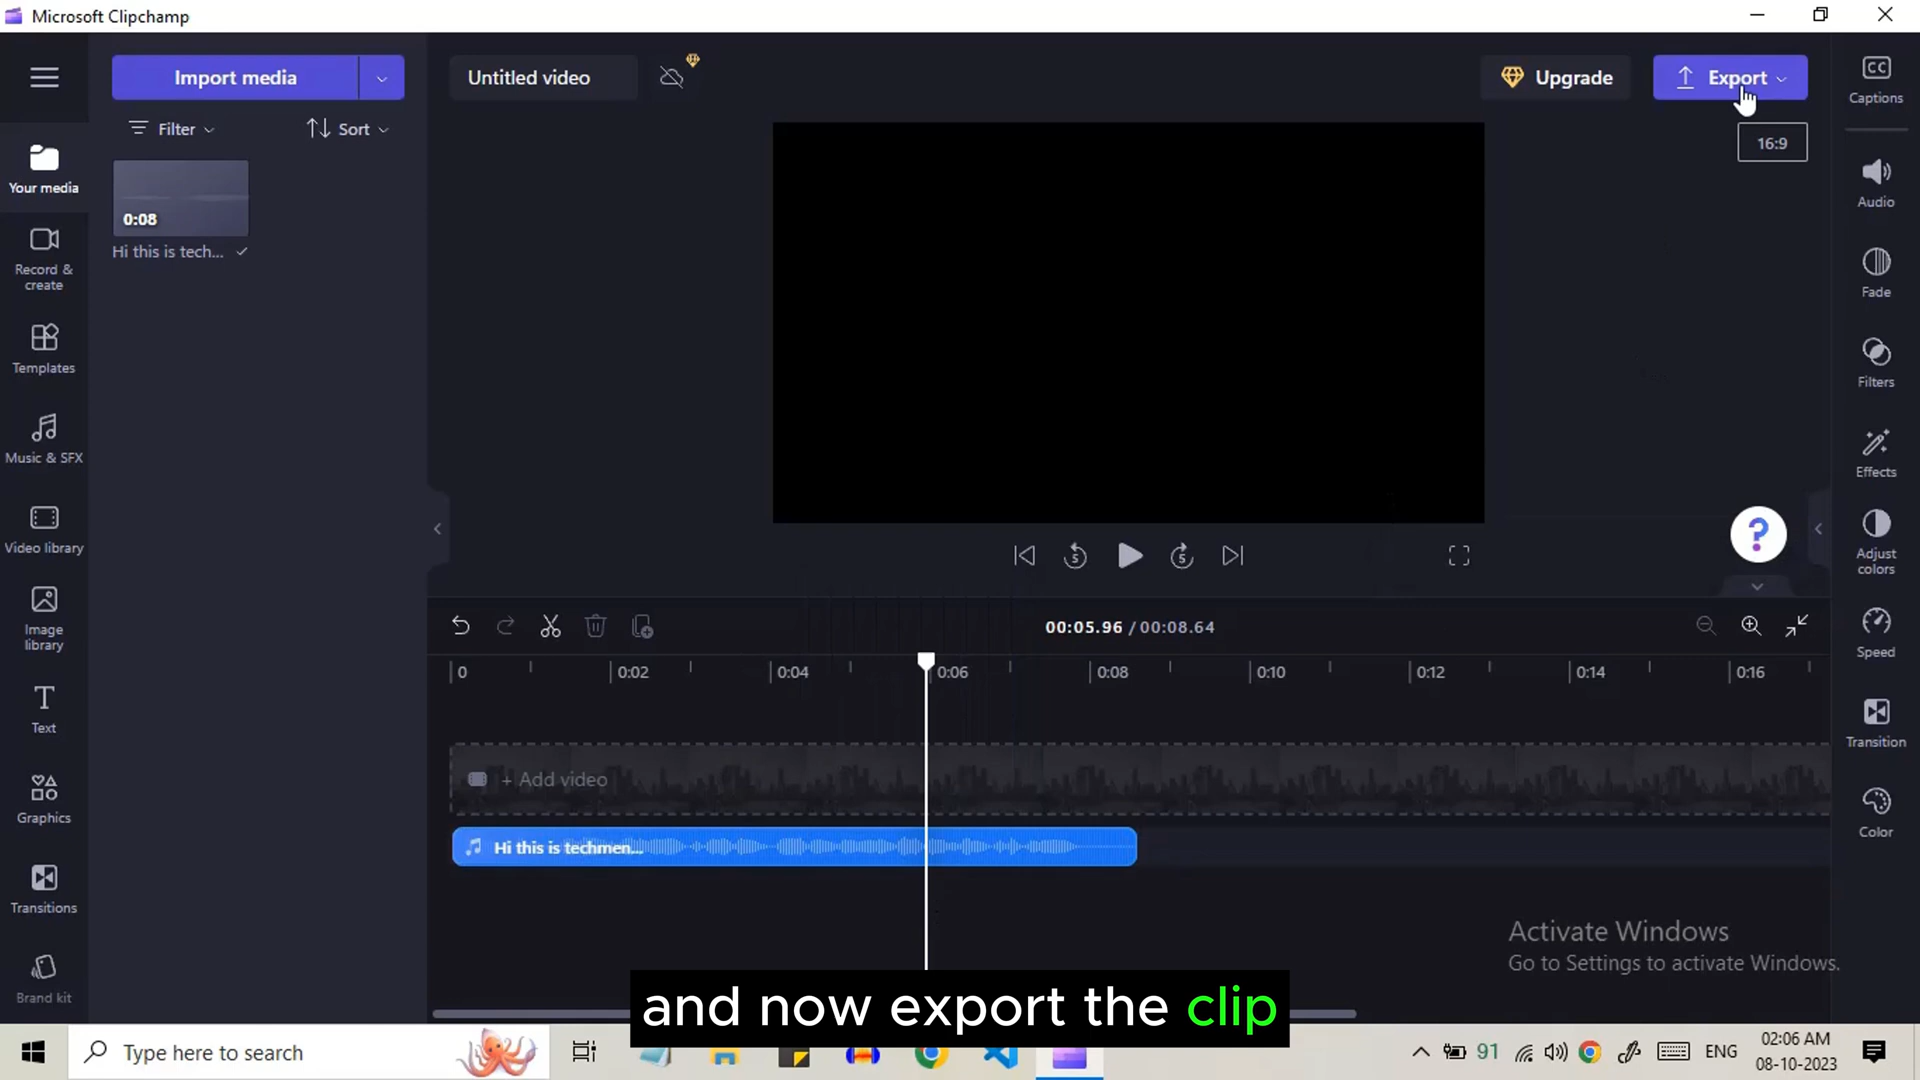 Microsoft Clipchamp
Import media
Untitled video
Upgrade
Export
Captions
Filter
Sort
16:9
Your media
0:08
Hi this is tech...
Audio
Record &
create
Fade
Templates
Filters
Music & SFX
Effects
Video library
5
5
?
Adjust
colors
Image
library
00:05.96 / 00:08.64
Speed
0
0:02
0:04
0:06
0:08
0:10
0:12
0:14
0:16
Text
Transition
+ Add video
Graphics
Color
Hi this is techmen...
Transitions
Activate Windows
Go to Settings to activate Windows.
Brand kit
and now export the clip
Type here to search
91
ENG
02:06 AM
08-10-2023